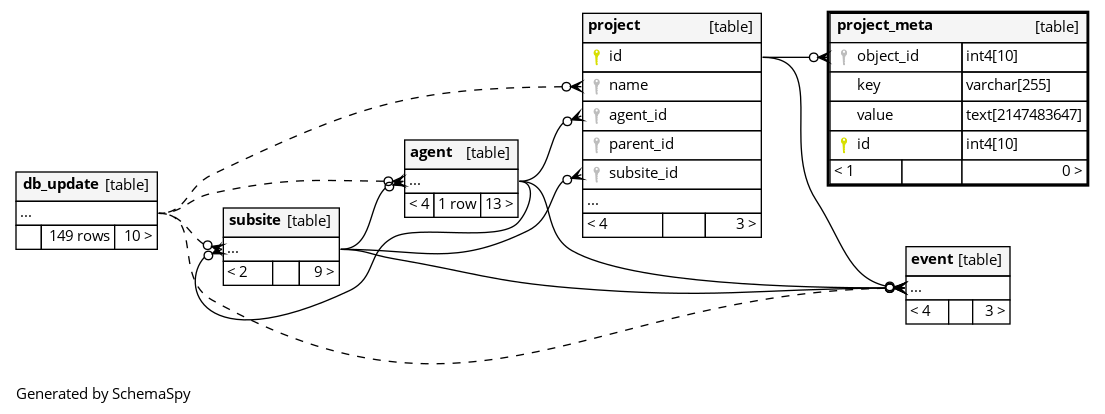 project [table]
id
name
agent_id
parent_id
subsite_id
...
< 4 3 >
project_meta [table]
object_id int4[10]
key varchar[255]
value text[2147483647]
id int4[10]
< 1 0 >
agent [table]
...
< 4 1 row 13 >
db_update [table]
...
149 rows 10 >
subsite [table]
...
< 2 9 >
event [table]
...
< 4 3 >
Generated by SchemaSpy